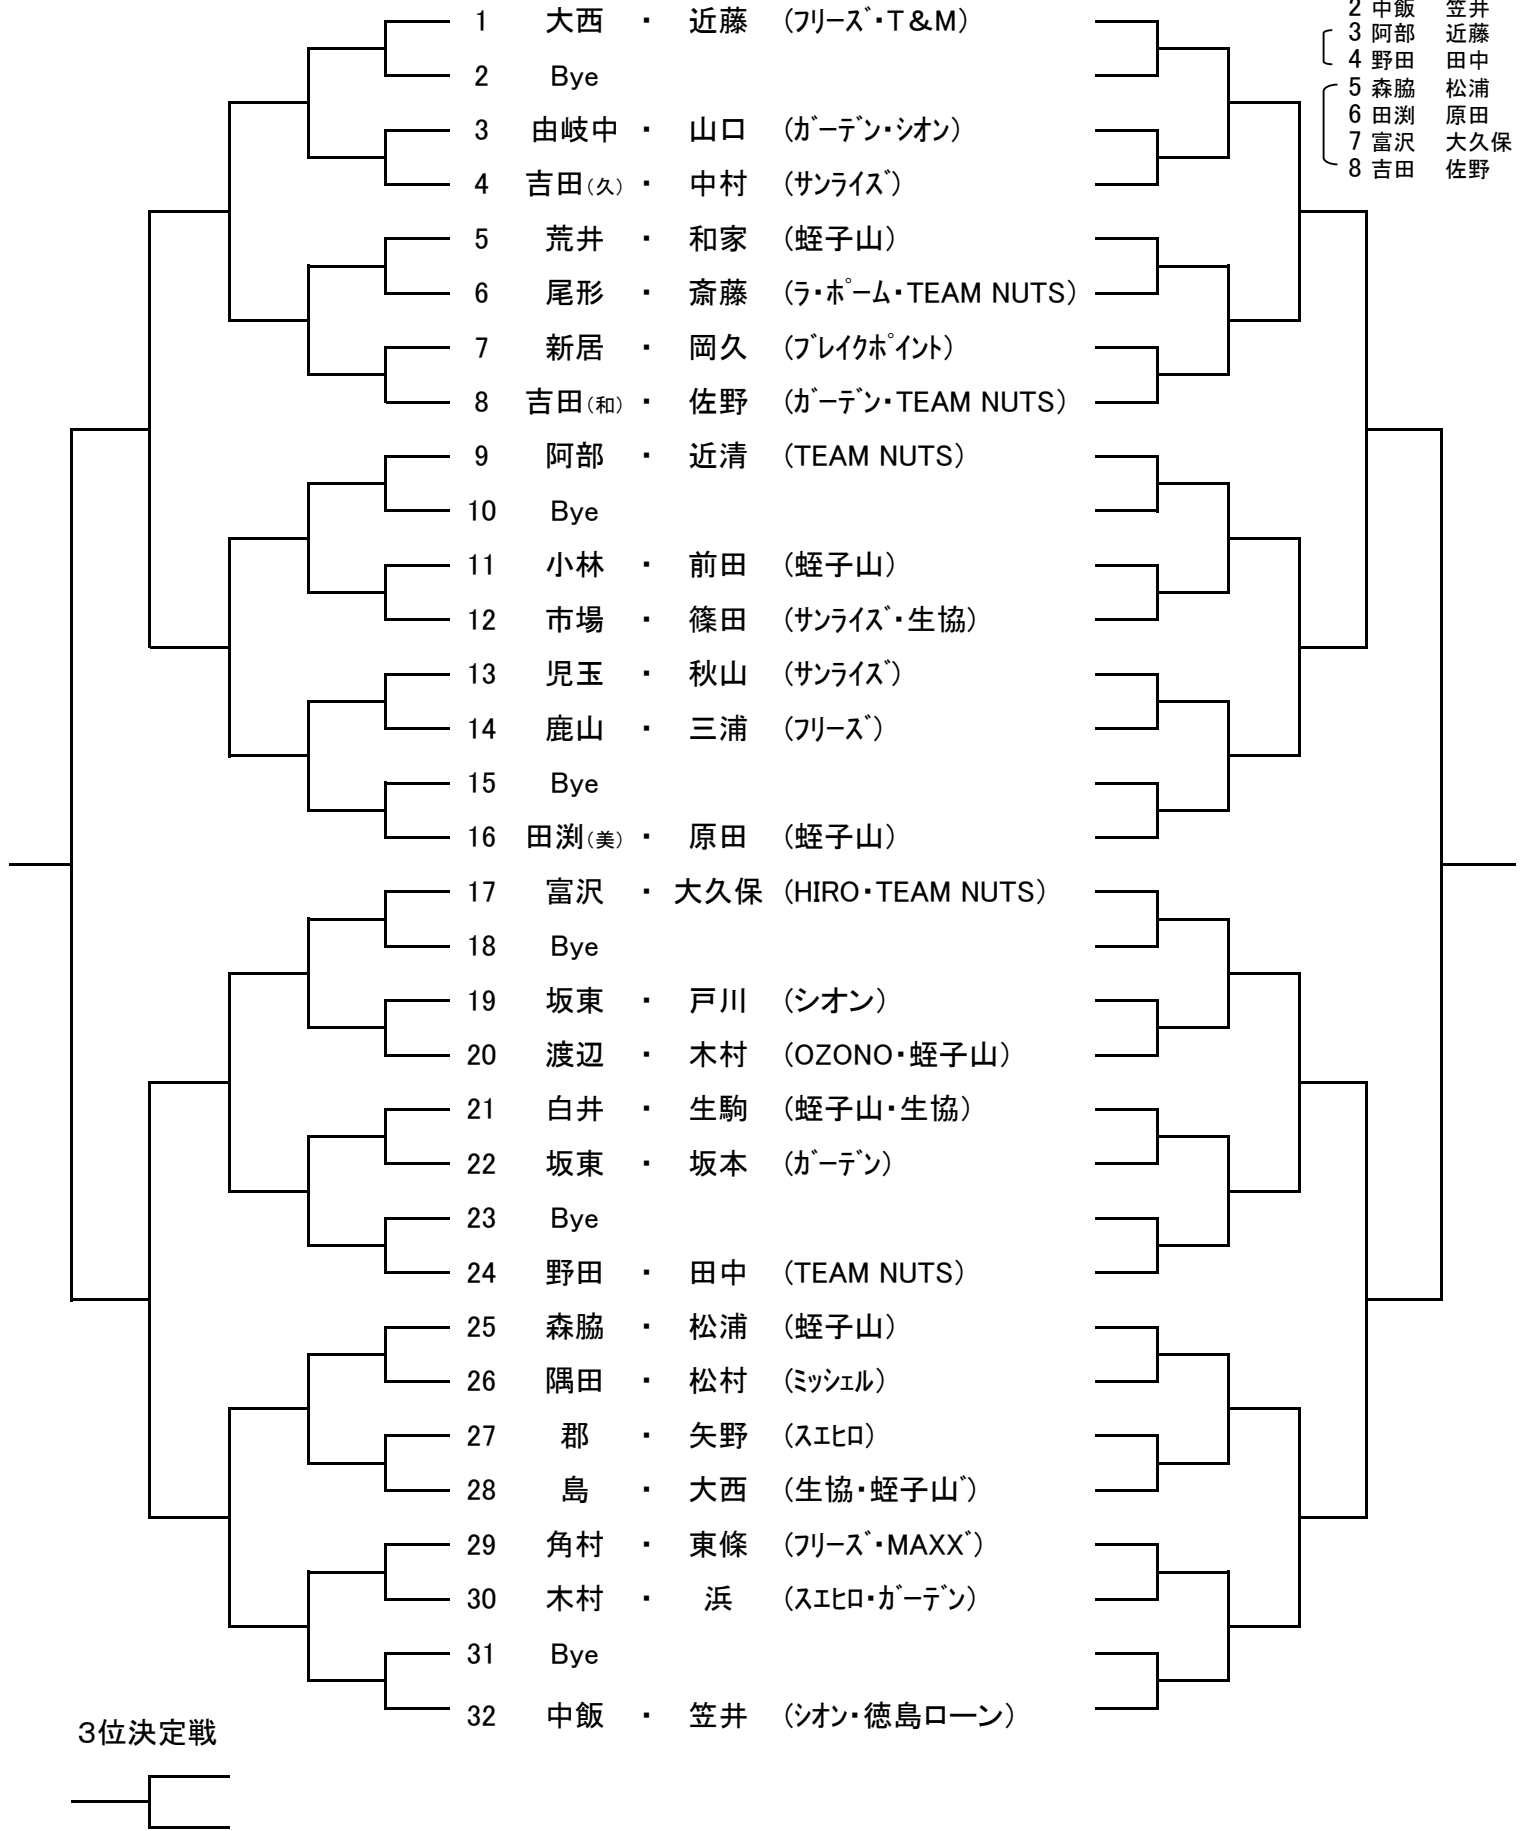 1 大西 ・ 近藤 (ﾌﾘｰｽﾞ・T＆M)
2 Bye
3 由岐中 ・ 山口 (ｶﾞｰﾃﾞﾝ・ｼｵﾝ)
4 吉田(久) ・ 中村 (ｻﾝﾗｲｽﾞ)
5 荒井 ・ 和家 (蛭子山)
6 尾形 ・ 斎藤 (ﾗ・ﾎﾟｰﾑ・TEAM NUTS)
7 新居 ・ 岡久 (ﾌﾞﾚｲｸﾎﾟｲﾝﾄ)
8 吉田(和) ・ 佐野 (ｶﾞｰﾃﾞﾝ・TEAM NUTS)
9 阿部 ・ 近清 (TEAM NUTS)
10 Bye
11 小林 ・ 前田 (蛭子山)
12 市場 ・ 篠田 (ｻﾝﾗｲｽﾞ・生協)
13 児玉 ・ 秋山 (ｻﾝﾗｲｽﾞ)
14 鹿山 ・ 三浦 (ﾌﾘｰｽﾞ)
15 Bye
16 田渕(美) ・ 原田 (蛭子山)
17 富沢 ・ 大久保 (HIRO・TEAM NUTS)
18 Bye
19 坂東 ・ 戸川 (シオン)
20 渡辺 ・ 木村 (OZONO・蛭子山)
21 白井 ・ 生駒 (蛭子山・生協)
22 坂東 ・ 坂本 (ｶﾞｰﾃﾞﾝ)
23 Bye
24 野田 ・ 田中 (TEAM NUTS)
25 森脇 ・ 松浦 (蛭子山)
26 隅田 ・ 松村 (ﾐｯｼｪﾙ)
27 郡 ・ 矢野 (ｽｴﾋﾛ)
28 島 ・ 大西 (生協・蛭子山ﾞ)
29 角村 ・ 東條 (ﾌﾘｰｽﾞ・MAXXﾞ)
30 木村 ・ 浜 (ｽｴﾋﾛ・ｶﾞｰﾃﾞﾝ)
31 Bye
32 中飯 ・ 笠井 (ｼｵﾝ・徳島ローン)
2 中飯 笠井
3 阿部 近藤
4 野田 田中
5 森脇 松浦
6 田渕 原田
7 富沢 大久保
8 吉田 佐野
３位決定戦